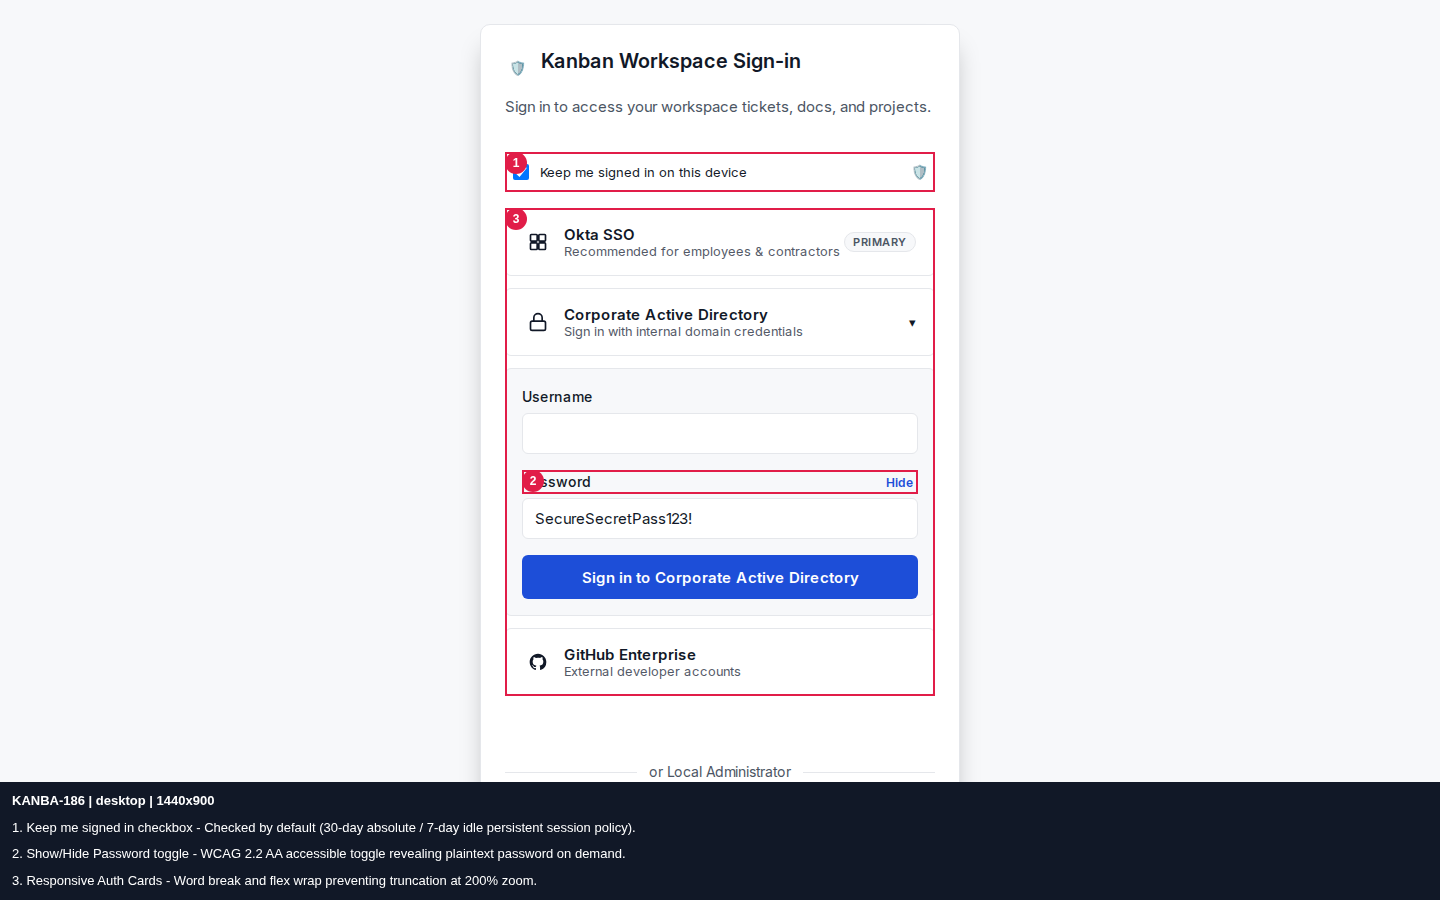 Kanban Workspace Sign-in
Sign in to access your workspace tickets, docs, and projects.
1
Keep me signed in on this device
3
Okta SSO
Recommended for employees & contractors
PRIMARY
Corporate Active Directory
Sign in with internal domain credentials
Username
2
ssword
Hide
SecureSecretPass123!
Sign in to Corporate Active Directory
GitHub Enterprise
External developer accounts
or Local Administrator
KANBA-186 | desktop | 1440x900
1. Keep me signed in checkbox - Checked by default (30-day absolute / 7-day idle persistent session policy).
2. Show/Hide Password toggle - WCAG 2.2 AA accessible toggle revealing plaintext password on demand.
3. Responsive Auth Cards - Word break and flex wrap preventing truncation at 200% zoom.